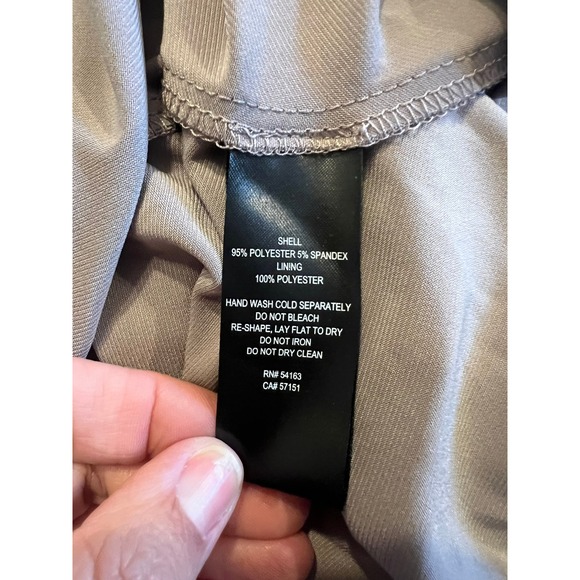 SHELL
95% POLYESTER 5% SPANDEX
LINING
100% POLYESTER
HAND WASH COLD SEPARATELY
DO NOT BLEACH
RE-SHAPE, LAY FLAT TO DRY
DO NOT IRON
DO NOT DRY CLEAN
RN# 54163
CA# 57151